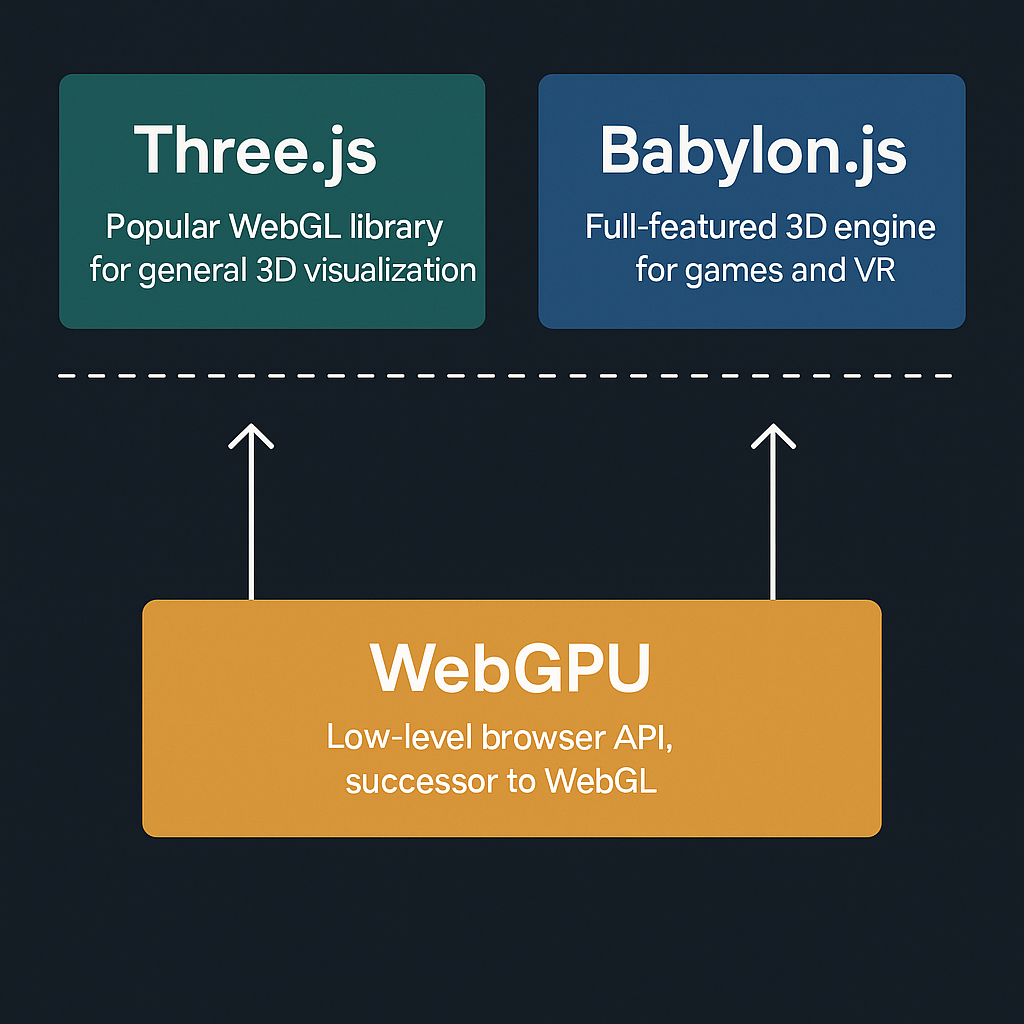 Three.js
Popular WebGL library
for general 3D visualization
Babylon.js
Full-featured 3D engine
for games and VR
WebGPU
Low-level browser API,
successor to WebGL